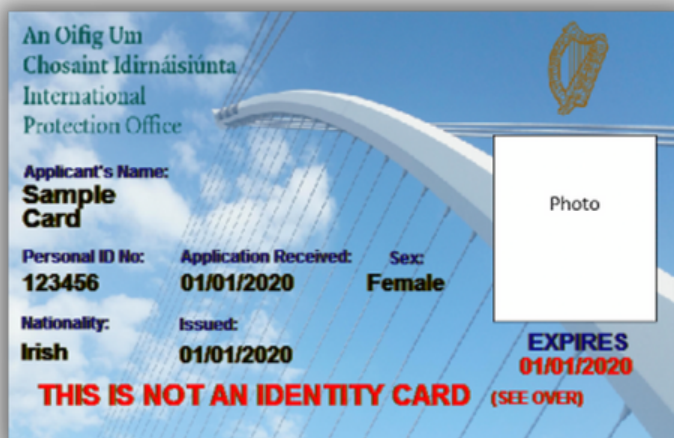 An Oifig Um
Chosaint Idirnáisiúnta
International
Protection Office
Applicant's Name:
Sample
Card
Photo
Personal ID No: Application Received: Sex:
123456 01/01/2020 Female
Nationality: Issued:
Irish 01/01/2020
EXPIRES
01/01/2020
THIS IS NOT AN IDENTITY CARD (SEE OVER)